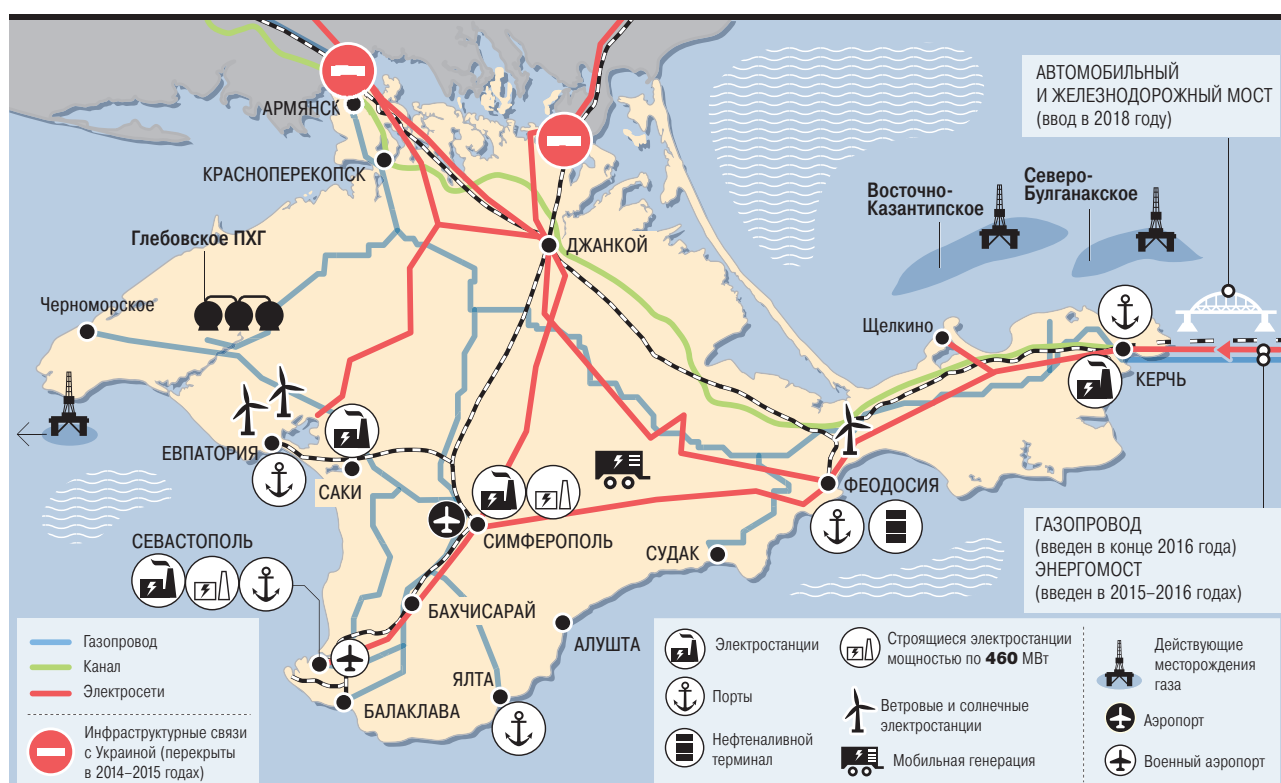 АВТОМОБИЛЬНЫЙ
И ЖЕЛЕЗНОДОРОЖНЫЙ МОСТ
(ввод в 2018 году)
АРМЯНСК
КРАСНОПЕРЕКОПСК
Восточно-
Казантипское
Северо-
Булганакское
Глебовское ПХГ
ДЖАНКОЙ
Черноморское
Щелкино
КЕРЧЬ
ЕВПАТОРИЯ
САКИ
ФЕОДОСИЯ
СИМФЕРОПОЛЬ
СУДАК
СЕВАСТОПОЛЬ
ГАЗОПРОВОД
(введен в конце 2016 года)
ЭНЕРГОМОСТ
(введен в 2015–2016 годах)
БАХЧИСАРАЙ
АЛУШТА
ЯЛТА
БАЛАКЛАВА
Газопровод
Канал
Электросети
Инфраструктурные связи
с Украиной (перекрыты
в 2014–2015 годах)
Электростанции
Порты
Нефтеналивной
терминал
Строящиеся электростанции
мощностью по 460 МВт
Ветровые и солнечные
электростанции
Мобильная генерация
Действующие
месторождения
газа
Аэропорт
Военный аэропорт